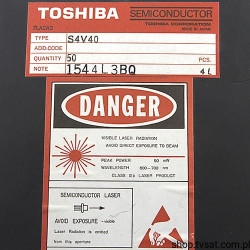 TOSHIBA
SEMICONDUCTOR
TOSHIBA CORPORATION
MADE IN JAPAN
TYPE S4V40
ADD.CODE
QUANTITY 50 PCS.
NOTE 1544L3BQ 4L
DANGER
VISIBLE LASER RADIATION
AVOID DIRECT EXPOSURE TO BEAM
PEAK POWER 50 mW
WAVELENGTH 600-700 nm
CLASS IIIb LASER PRODUCT
SEMICONDUCTOR LASER
AVOID EXPOSURE -visible
Laser Radiation is emitted
from this aperture
shop.tvsat.com